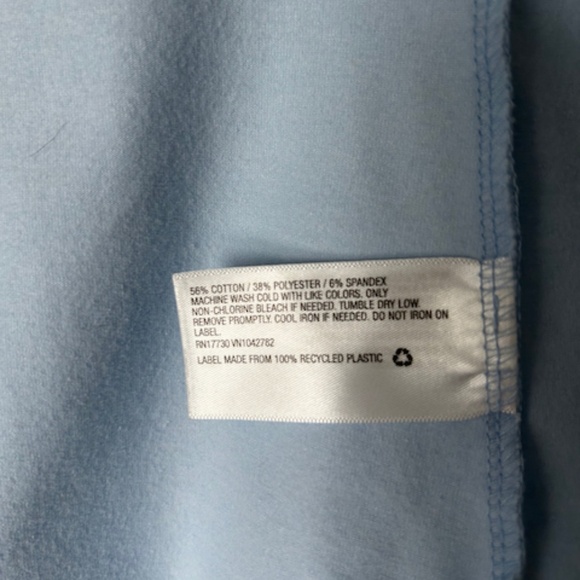 56% COTTON / 38% POLYESTER / 6% SPANDEX
MACHINE WASH COLD WITH LIKE COLORS. ONLY
NON-CHLORINE BLEACH IF NEEDED. TUMBLE DRY LOW.
REMOVE PROMPTLY. COOL IRON IF NEEDED. DO NOT IRON ON
LABEL.
RN17730 VN1042782
LABEL MADE FROM 100% RECYCLED PLASTIC